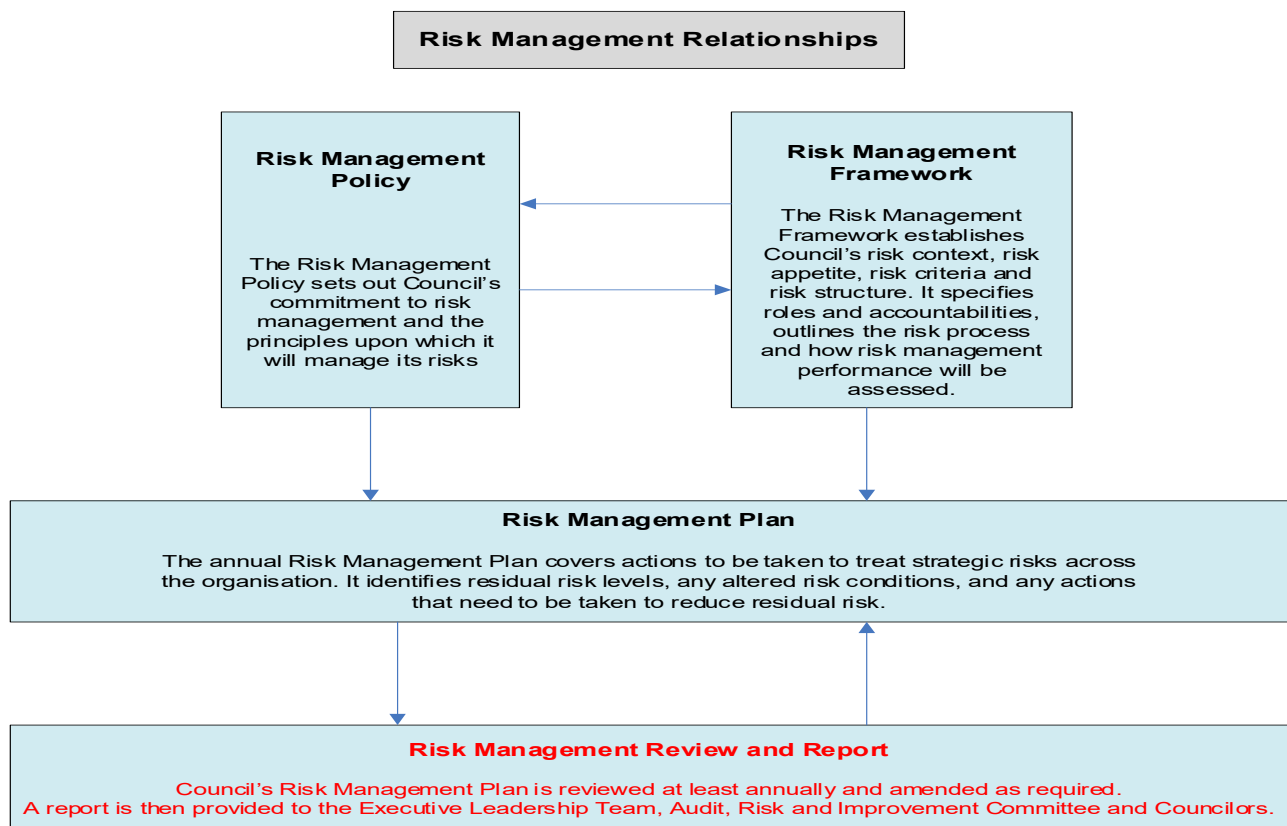 Risk Management Relationships
Risk Management
Policy
The Risk Management
Policy sets out Council's
commitment to risk
management and the
principles upon which it
will manage its risks
Risk Management
Framework
The Risk Management
Framework establishes
Council's risk context, risk
appetite, risk criteria and
risk structure. It specifies
roles and accountabilities,
outlines the risk process
and how risk management
performance will be
assessed.
Risk Management Plan
The annual Risk Management Plan covers actions to be taken to treat strategic risks across
the organisation. It identifies residual risk levels, any altered risk conditions, and any actions
that need to be taken to reduce residual risk.
Risk Management Review and Report
Council's Risk Management Plan is reviewed at least annually and amended as required.
A report is then provided to the Executive Leadership Team, Audit, Risk and Improvement Committee and Councilors.